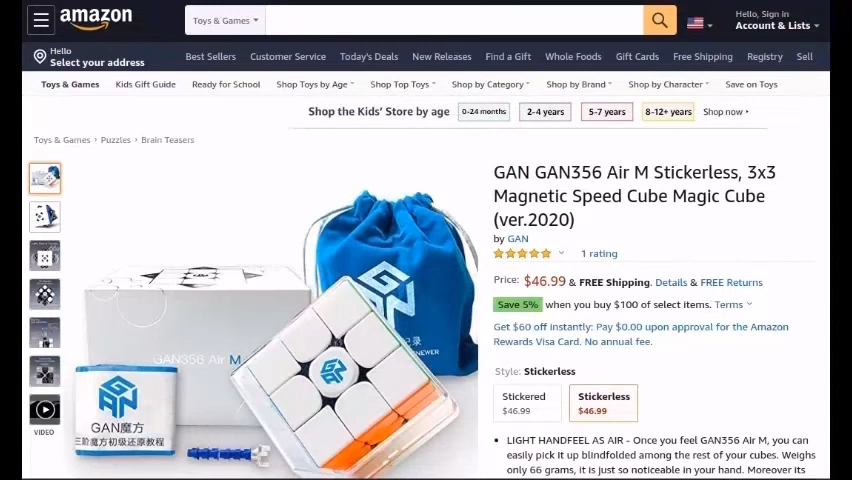 amazon
Toys & Games
Hello, Sign in
Account & Lists
Hello
Select your address
Best Sellers Customer Service Today's Deals New Releases Find a Gift Whole Foods Gift Cards Free Shipping Registry Sell
Toys & Games Kids Gift Guide Ready for School Shop Toys by Age Shop Top Toys Shop by Category Shop by Brand Shop by Character Save on Toys
Shop the Kids' Store by age 0-24 months 2-4 years 5-7 years 8-12+ years Shop now
Toys & Games › Puzzles › Brain Teasers
GAN GAN356 Air M Stickerless, 3x3
Magnetic Speed Cube Magic Cube
(ver.2020)
by GAN
1 rating
Price: $46.99 & FREE Shipping. Details & FREE Returns
Save 5% when you buy $100 of select items. Terms
Get $60 off instantly: Pay $0.00 upon approval for the Amazon
Rewards Visa Card. No annual fee.
Style: Stickerless
Stickered
$46.99
Stickerless
$46.99
• LIGHT HANDFEEL AS AIR - Once you feel GAN356 Air M, you can
easily pick it up blindfolded among the rest of your cubes. Weighs
only 66 grams, it is just so noticeable in your hand. Moreover its
VIDEO
GAN356 Air M
GAN
GAN
GAN
GAN魔方
三阶魔方初级还原教程